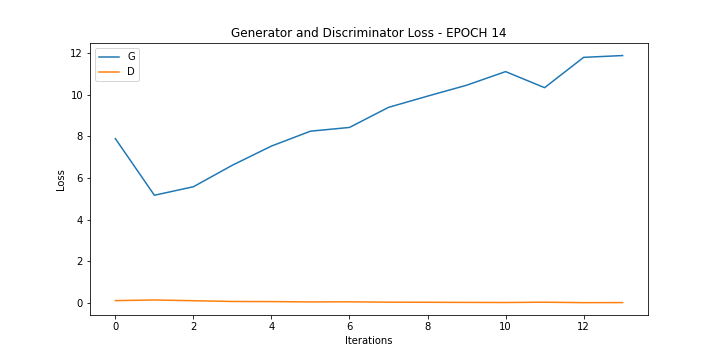 Generator and Discriminator Loss - EPOCH 14
G
D
12
10
8
6
4
2
0
Loss
0 2 4 6 8 10 12
Iterations